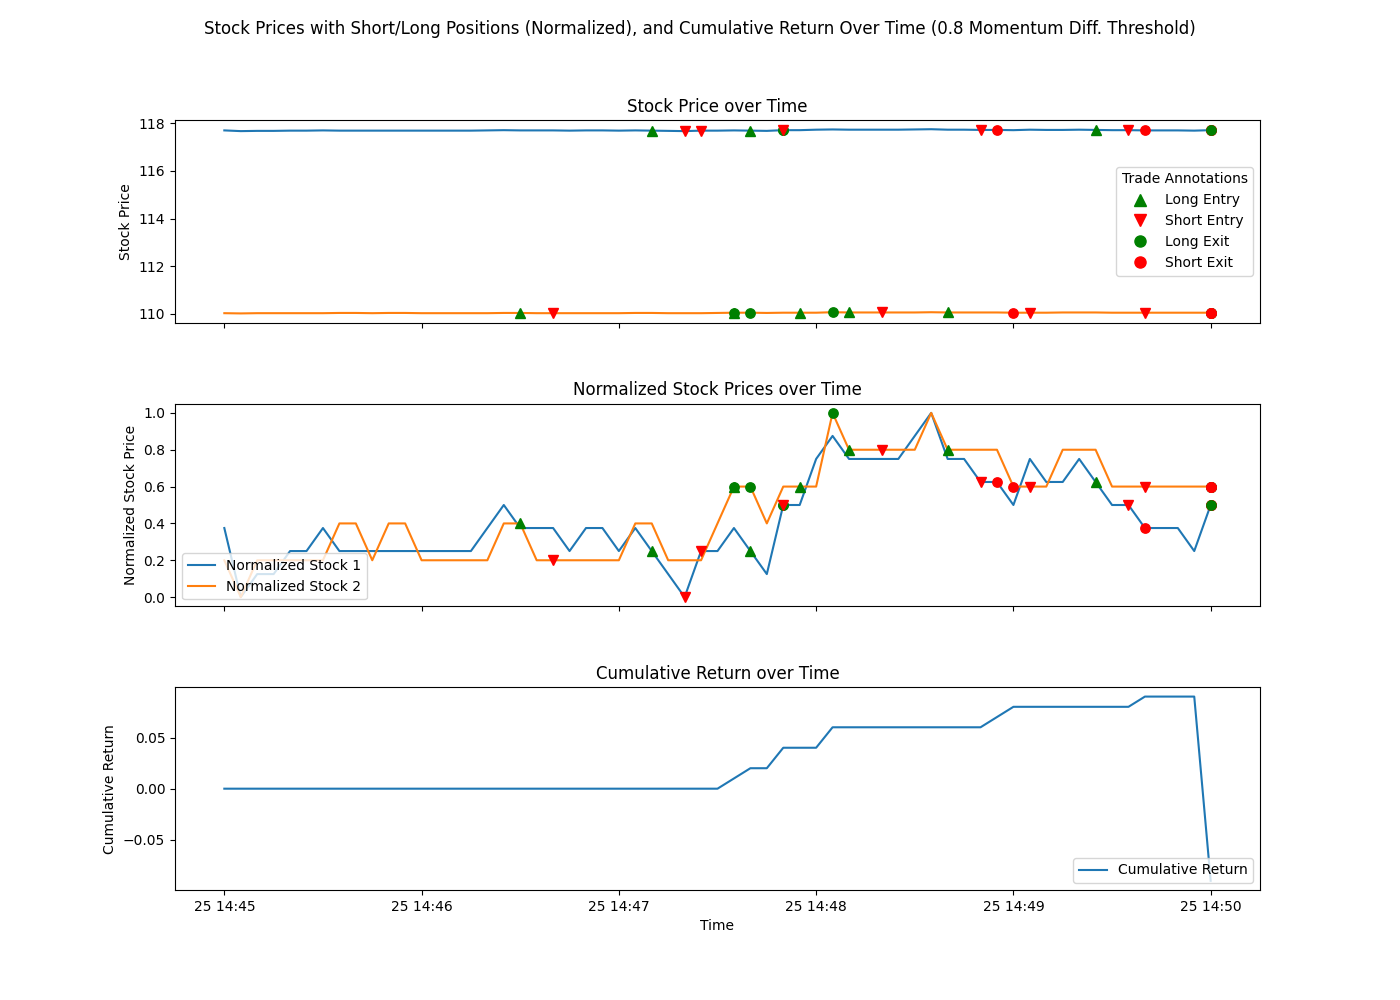 Stock Prices with Short/Long Positions (Normalized), and Cumulative Return Over Time (0.8 Momentum Diff. Threshold)
Stock Price over Time
118
116
114
112
110
Stock Price
Trade Annotations
Long Entry
Short Entry
Long Exit
Short Exit
Normalized Stock Prices over Time
1.0
0.8
0.6
0.4
0.2
0.0
Normalized Stock Price
Normalized Stock 1
Normalized Stock 2
Cumulative Return over Time
0.05
0.00
−0.05
Cumulative Return
Cumulative Return
25 14:45
25 14:46
25 14:47
25 14:48
25 14:49
25 14:50
Time